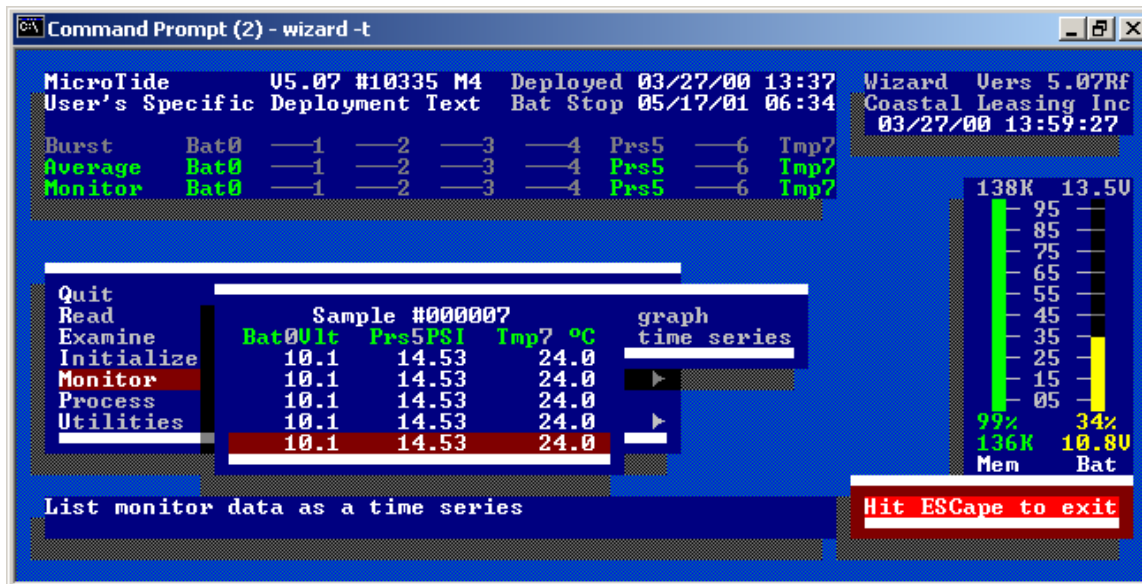 Command Prompt (2) - wizard -t
MicroTide V5.07 #10335 M4 Deployed 03/27/00 13:37
User's Specific Deployment Text Bat Stop 05/17/01 06:34
Burst Bat0 ——1 ——2 ——3 ——4 Prs5 ——6 Tmp7
Average Bat0 ——1 ——2 ——3 ——4 Prs5 ——6 Tmp7
Monitor Bat0 ——1 ——2 ——3 ——4 Prs5 ——6 Tmp7
Wizard Vers 5.07Rf
Coastal Leasing Inc
03/27/00 13:59:27
Quit
Read
Examine
Initialize
Monitor
Process
Utilities
Sample #000007
Bat0Vlt Prs5PSI Tmp7 ºC
10.1 14.53 24.0
10.1 14.53 24.0
10.1 14.53 24.0
10.1 14.53 24.0
10.1 14.53 24.0
graph
time series
138K 13.5V
95
85
75
65
55
45
35
25
15
05
99% 34%
136K 10.8V
Mem Bat
List monitor data as a time series
Hit ESCape to exit